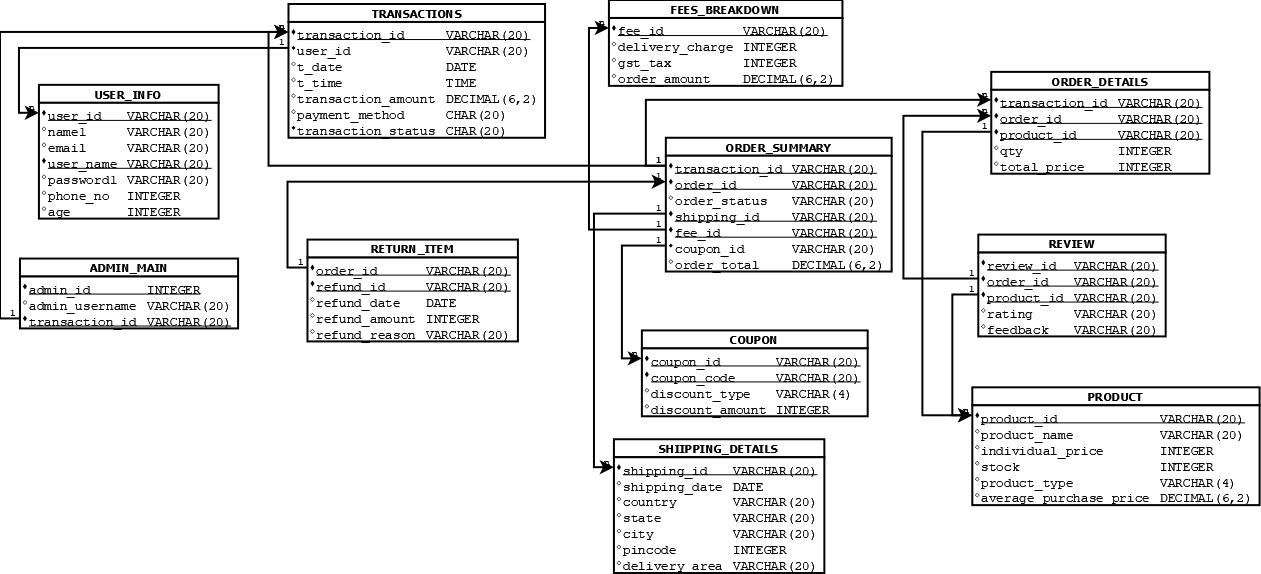 TRANSACTIONS
transaction_id VARCHAR(20)
user_id VARCHAR(20)
t_date DATE
t_time TIME
transaction_amount DECIMAL(6,2)
payment_method CHAR(20)
transaction_status CHAR(20)
FEES_BREAKDOWN
fee_id VARCHAR(20)
delivery_charge INTEGER
gst_tax INTEGER
order_amount DECIMAL(6,2)
ORDER_DETAILS
transaction_id VARCHAR(20)
order_id VARCHAR(20)
product_id VARCHAR(20)
qty INTEGER
total_price INTEGER
USER_INFO
user_id VARCHAR(20)
namel VARCHAR(20)
email VARCHAR(20)
user_name VARCHAR(20)
passwordl VARCHAR(20)
phone_no INTEGER
age INTEGER
ORDER_SUMMARY
transaction_id VARCHAR(20)
order_id VARCHAR(20)
order_status VARCHAR(20)
shipping_id VARCHAR(20)
fee_id VARCHAR(20)
coupon_id VARCHAR(20)
order_total DECIMAL(6,2)
RETURN_ITEM
order_id VARCHAR(20)
refund_id VARCHAR(20)
refund_date DATE
refund_amount INTEGER
refund_reason VARCHAR(20)
REVIEW
review_id VARCHAR(20)
order_id VARCHAR(20)
product_id VARCHAR(20)
rating VARCHAR(20)
feedback VARCHAR(20)
ADMIN_MAIN
admin_id INTEGER
admin_username VARCHAR(20)
transaction_id VARCHAR(20)
COUPON
coupon_id VARCHAR(20)
coupon_code VARCHAR(20)
discount_type VARCHAR(4)
discount_amount INTEGER
PRODUCT
product_id VARCHAR(20)
product_name VARCHAR(20)
individual_price INTEGER
stock INTEGER
product_type VARCHAR(4)
average_purchase_price DECIMAL(6,2)
SHIIPPING_DETAILS
shipping_id VARCHAR(20)
shipping_date DATE
country VARCHAR(20)
state VARCHAR(20)
city VARCHAR(20)
pincode INTEGER
delivery_area VARCHAR(20)
1
1
1
1
1
1
1
1
1
1